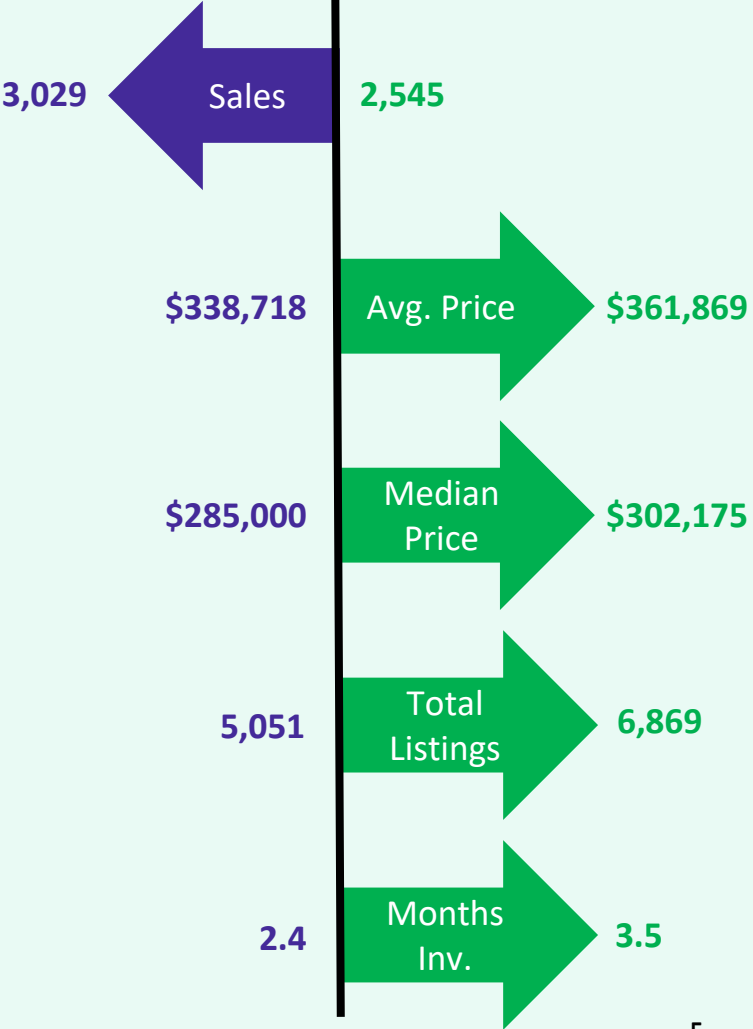 3,029 Sales 2,545
$338,718 Avg. Price $361,869
Median
$285,000 Price $302,175
Total
5,051 Listings 6,869
Months
2.4 Inv. 3.5